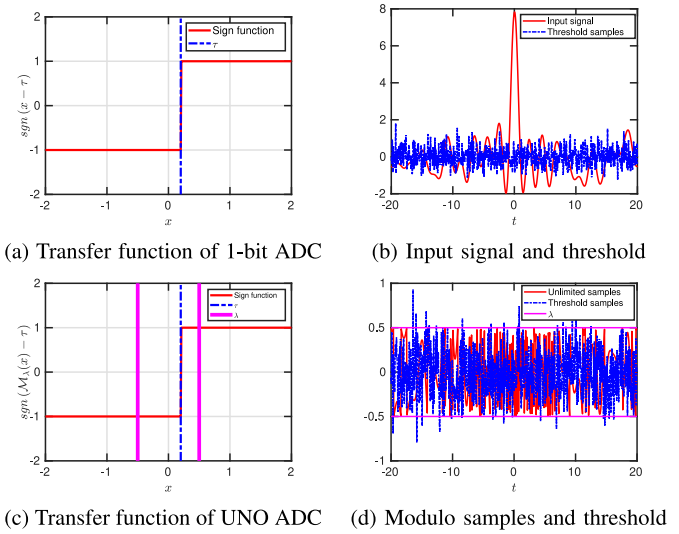 Sign function
τ
2
1
0
-1
-2
sgn (x − τ)
-2 -1 0 1 2
x
(a) Transfer function of 1-bit ADC
Input signal
Threshold samples
8
6
4
2
0
-2
-20 -10 0 10 20
t
(b) Input signal and threshold
Sign function
τ
λ
2
1
0
-1
-2
sgn (𝓜λ(x) − τ)
-2 -1 0 1 2
x
(c) Transfer function of UNO ADC
Unlimited samples
Threshold samples
λ
1
0.5
0
-0.5
-1
-20 -10 0 10 20
t
(d) Modulo samples and threshold